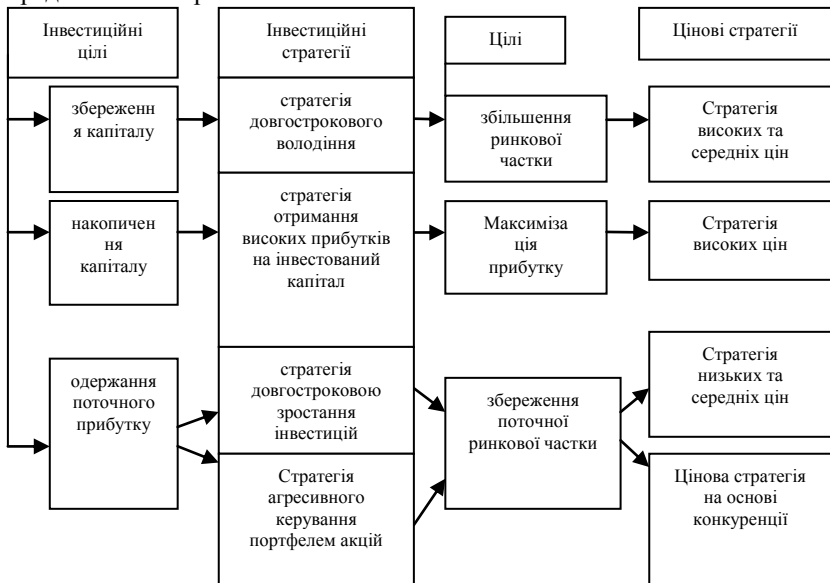 Інвестиційні
цілі
Інвестиційні
стратегії
Цілі
Цінові стратегії
збереженн
я капіталу
стратегія
довгострокового
володіння
збільшення
ринкової
частки
Стратегія
високих та
середніх цін
накопичен
ня
капіталу
стратегія
отримання
високих прибутків
на інвестований
капітал
Максиміза
ція
прибутку
Стратегія
високих цін
одержання
поточного
прибутку
стратегія
довгостроковою
зростання
інвестицій
Стратегія
агресивного
керування
портфелем акцій
збереження
поточної
ринкової частки
Стратегія
низьких та
середніх цін
Цінова стратегія
на основі
конкуренції